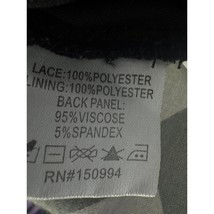 LACE:100%POLYESTER
LINING:100%POLYESTER
BACK PANEL:
95%VISCOSE
5%SPANDEX
RN#150994